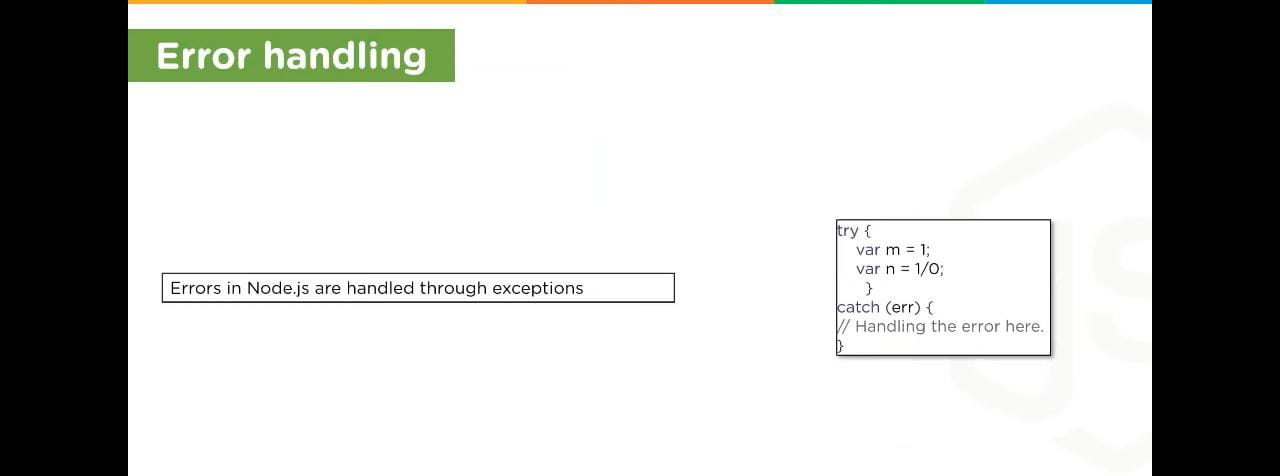 Error handling
Errors in Node.js are handled through exceptions
try {
var m = 1;
var n = 1/0;
}
catch (err) {
// Handling the error here.
}